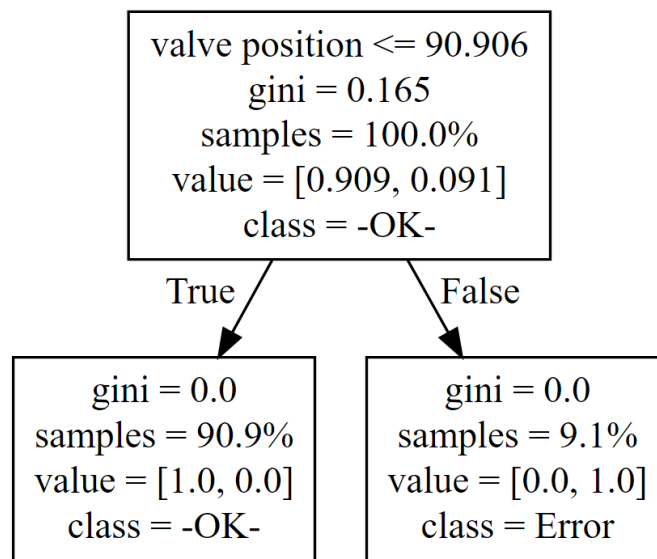 valve position <= 90.906
gini = 0.165
samples = 100.0%
value = [0.909, 0.091]
class = -OK-
True
False
gini = 0.0
samples = 90.9%
value = [1.0, 0.0]
class = -OK-
gini = 0.0
samples = 9.1%
value = [0.0, 1.0]
class = Error